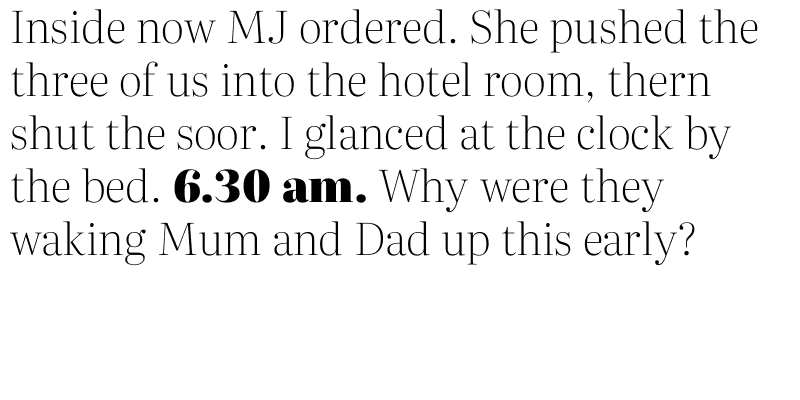 Inside now MJ ordered. She pushed the
three of us into the hotel room, thern
shut the soor. I glanced at the clock by
the bed. 6.30 am. Why were they
waking Mum and Dad up this early?